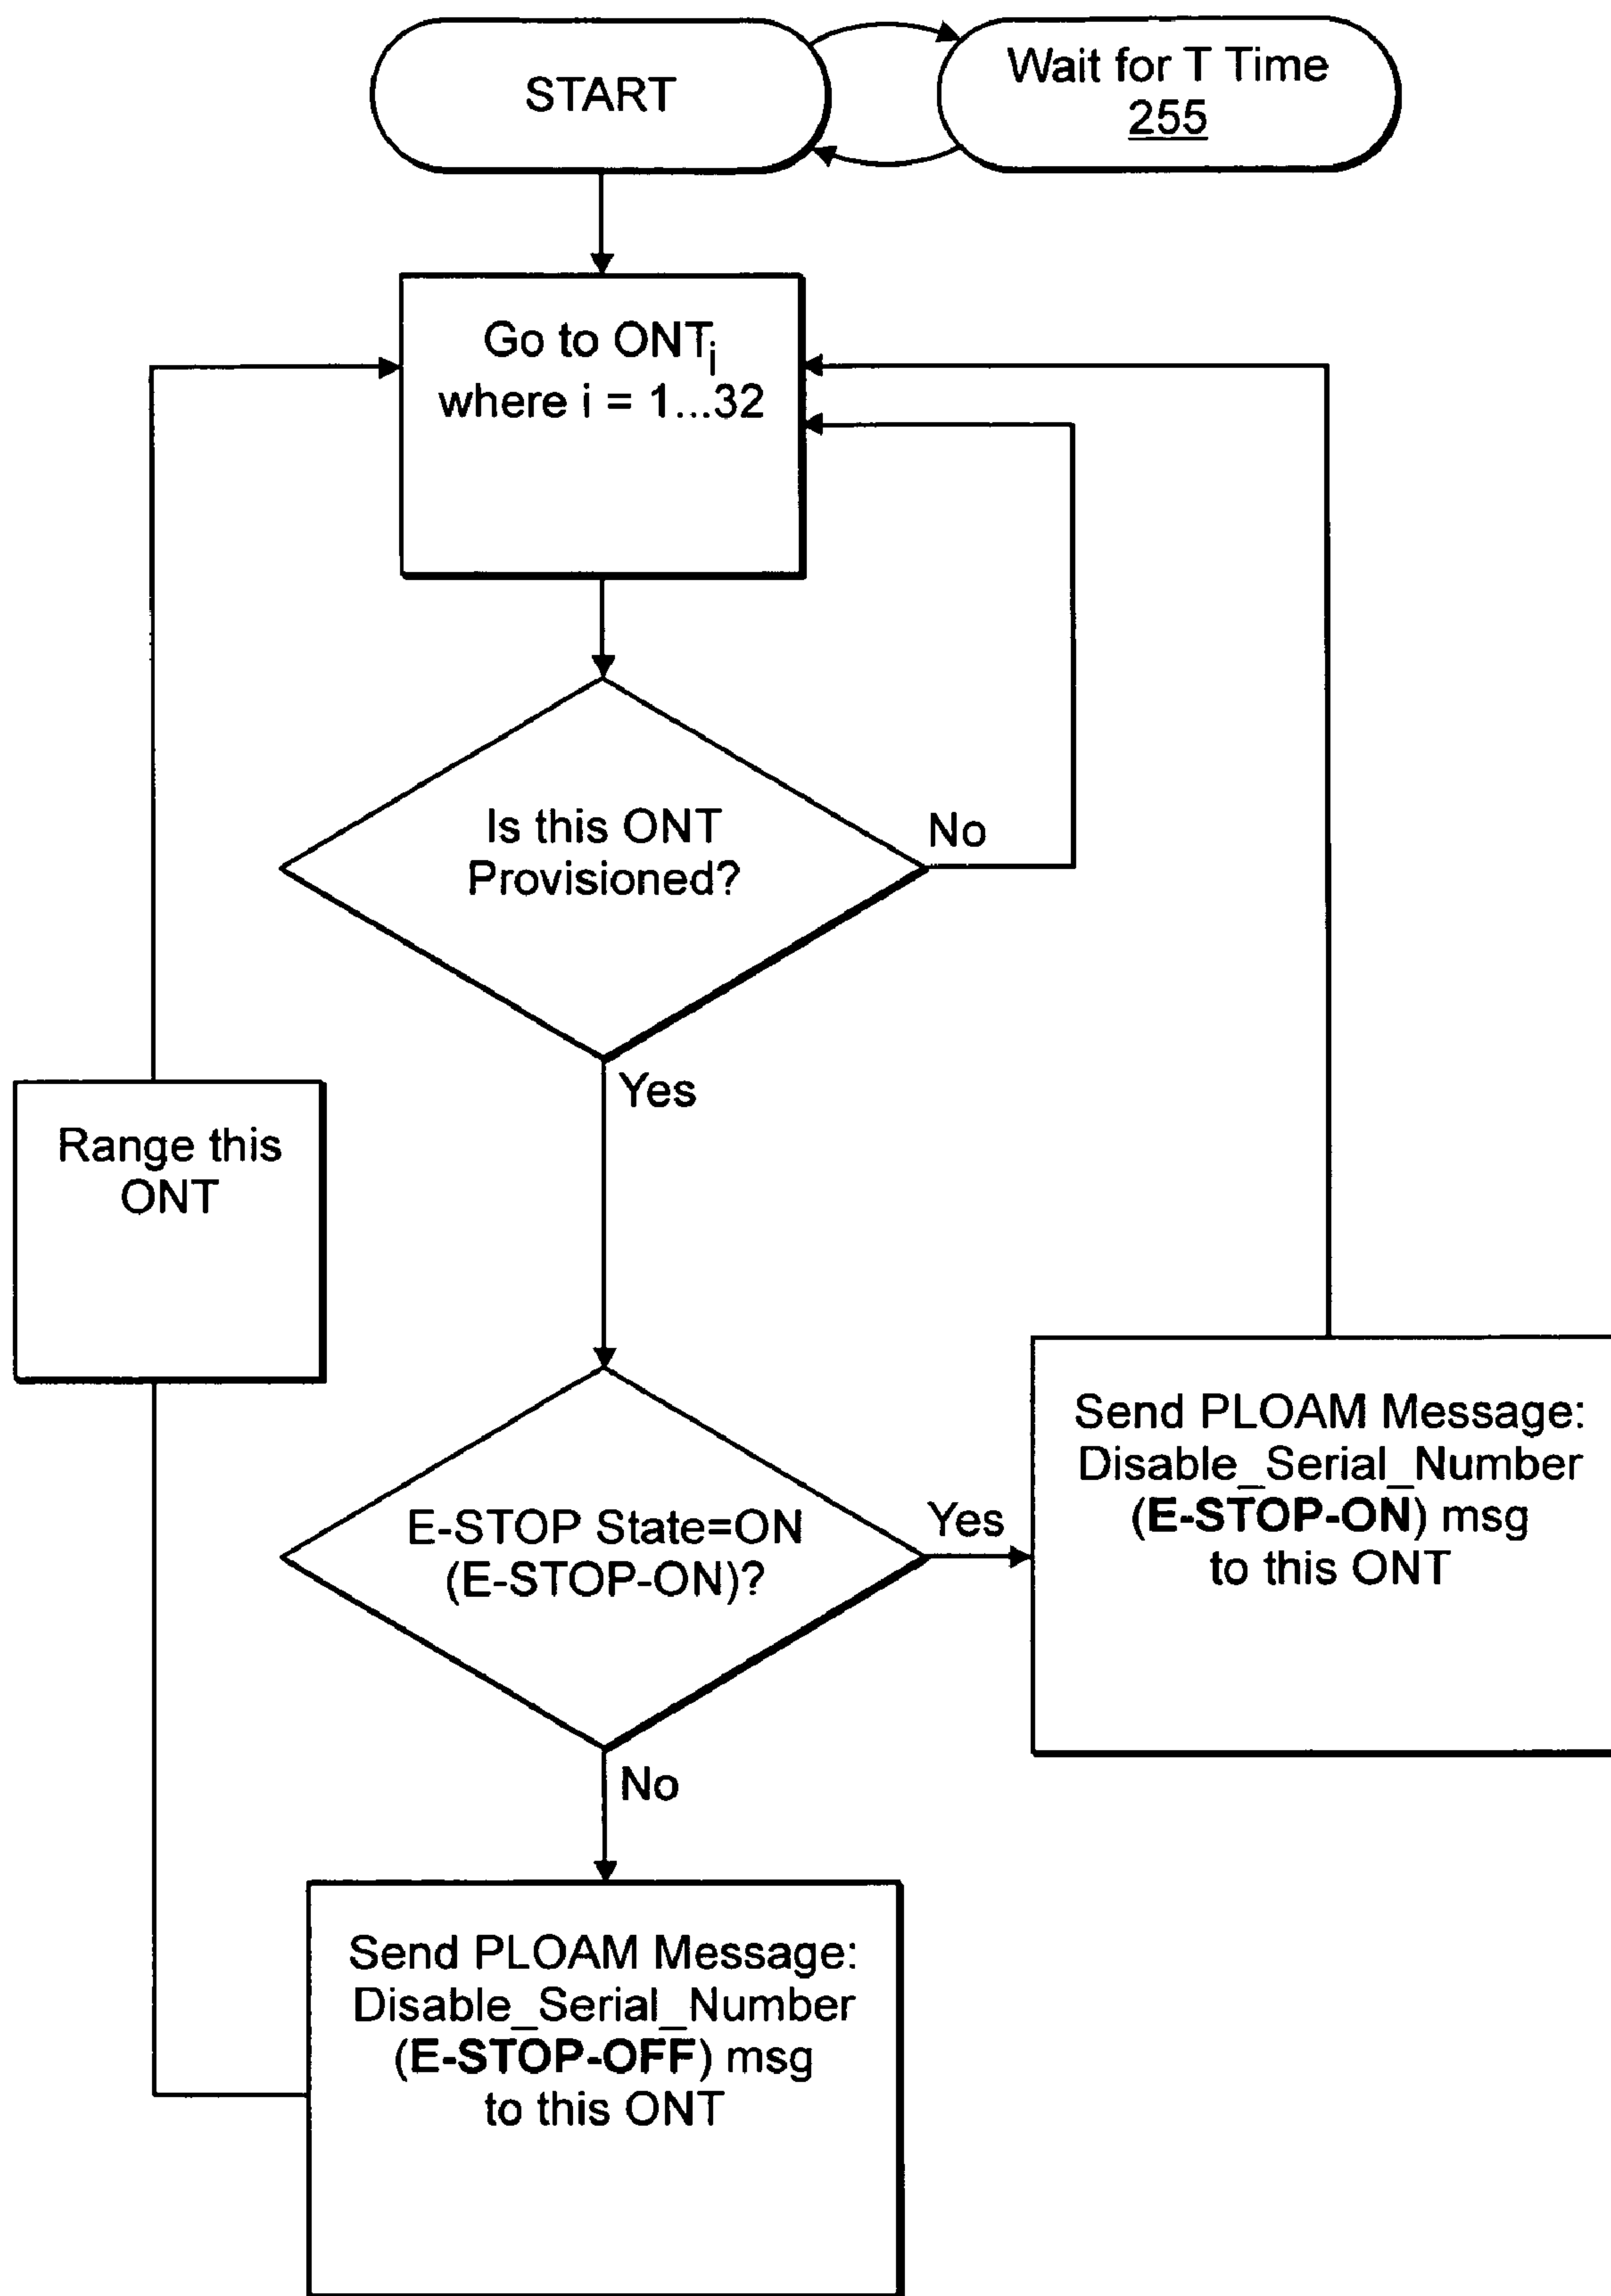 START
Wait for T Time
255
Go to ONTi
where i = 1...32
Is this ONT
Provisioned?
No
Yes
Range this
ONT
E-STOP State=ON
(E-STOP-ON)?
Yes
Send PLOAM Message:
Disable_Serial_Number
(E-STOP-ON) msg
to this ONT
No
Send PLOAM Message:
Disable_Serial_Number
(E-STOP-OFF) msg
to this ONT